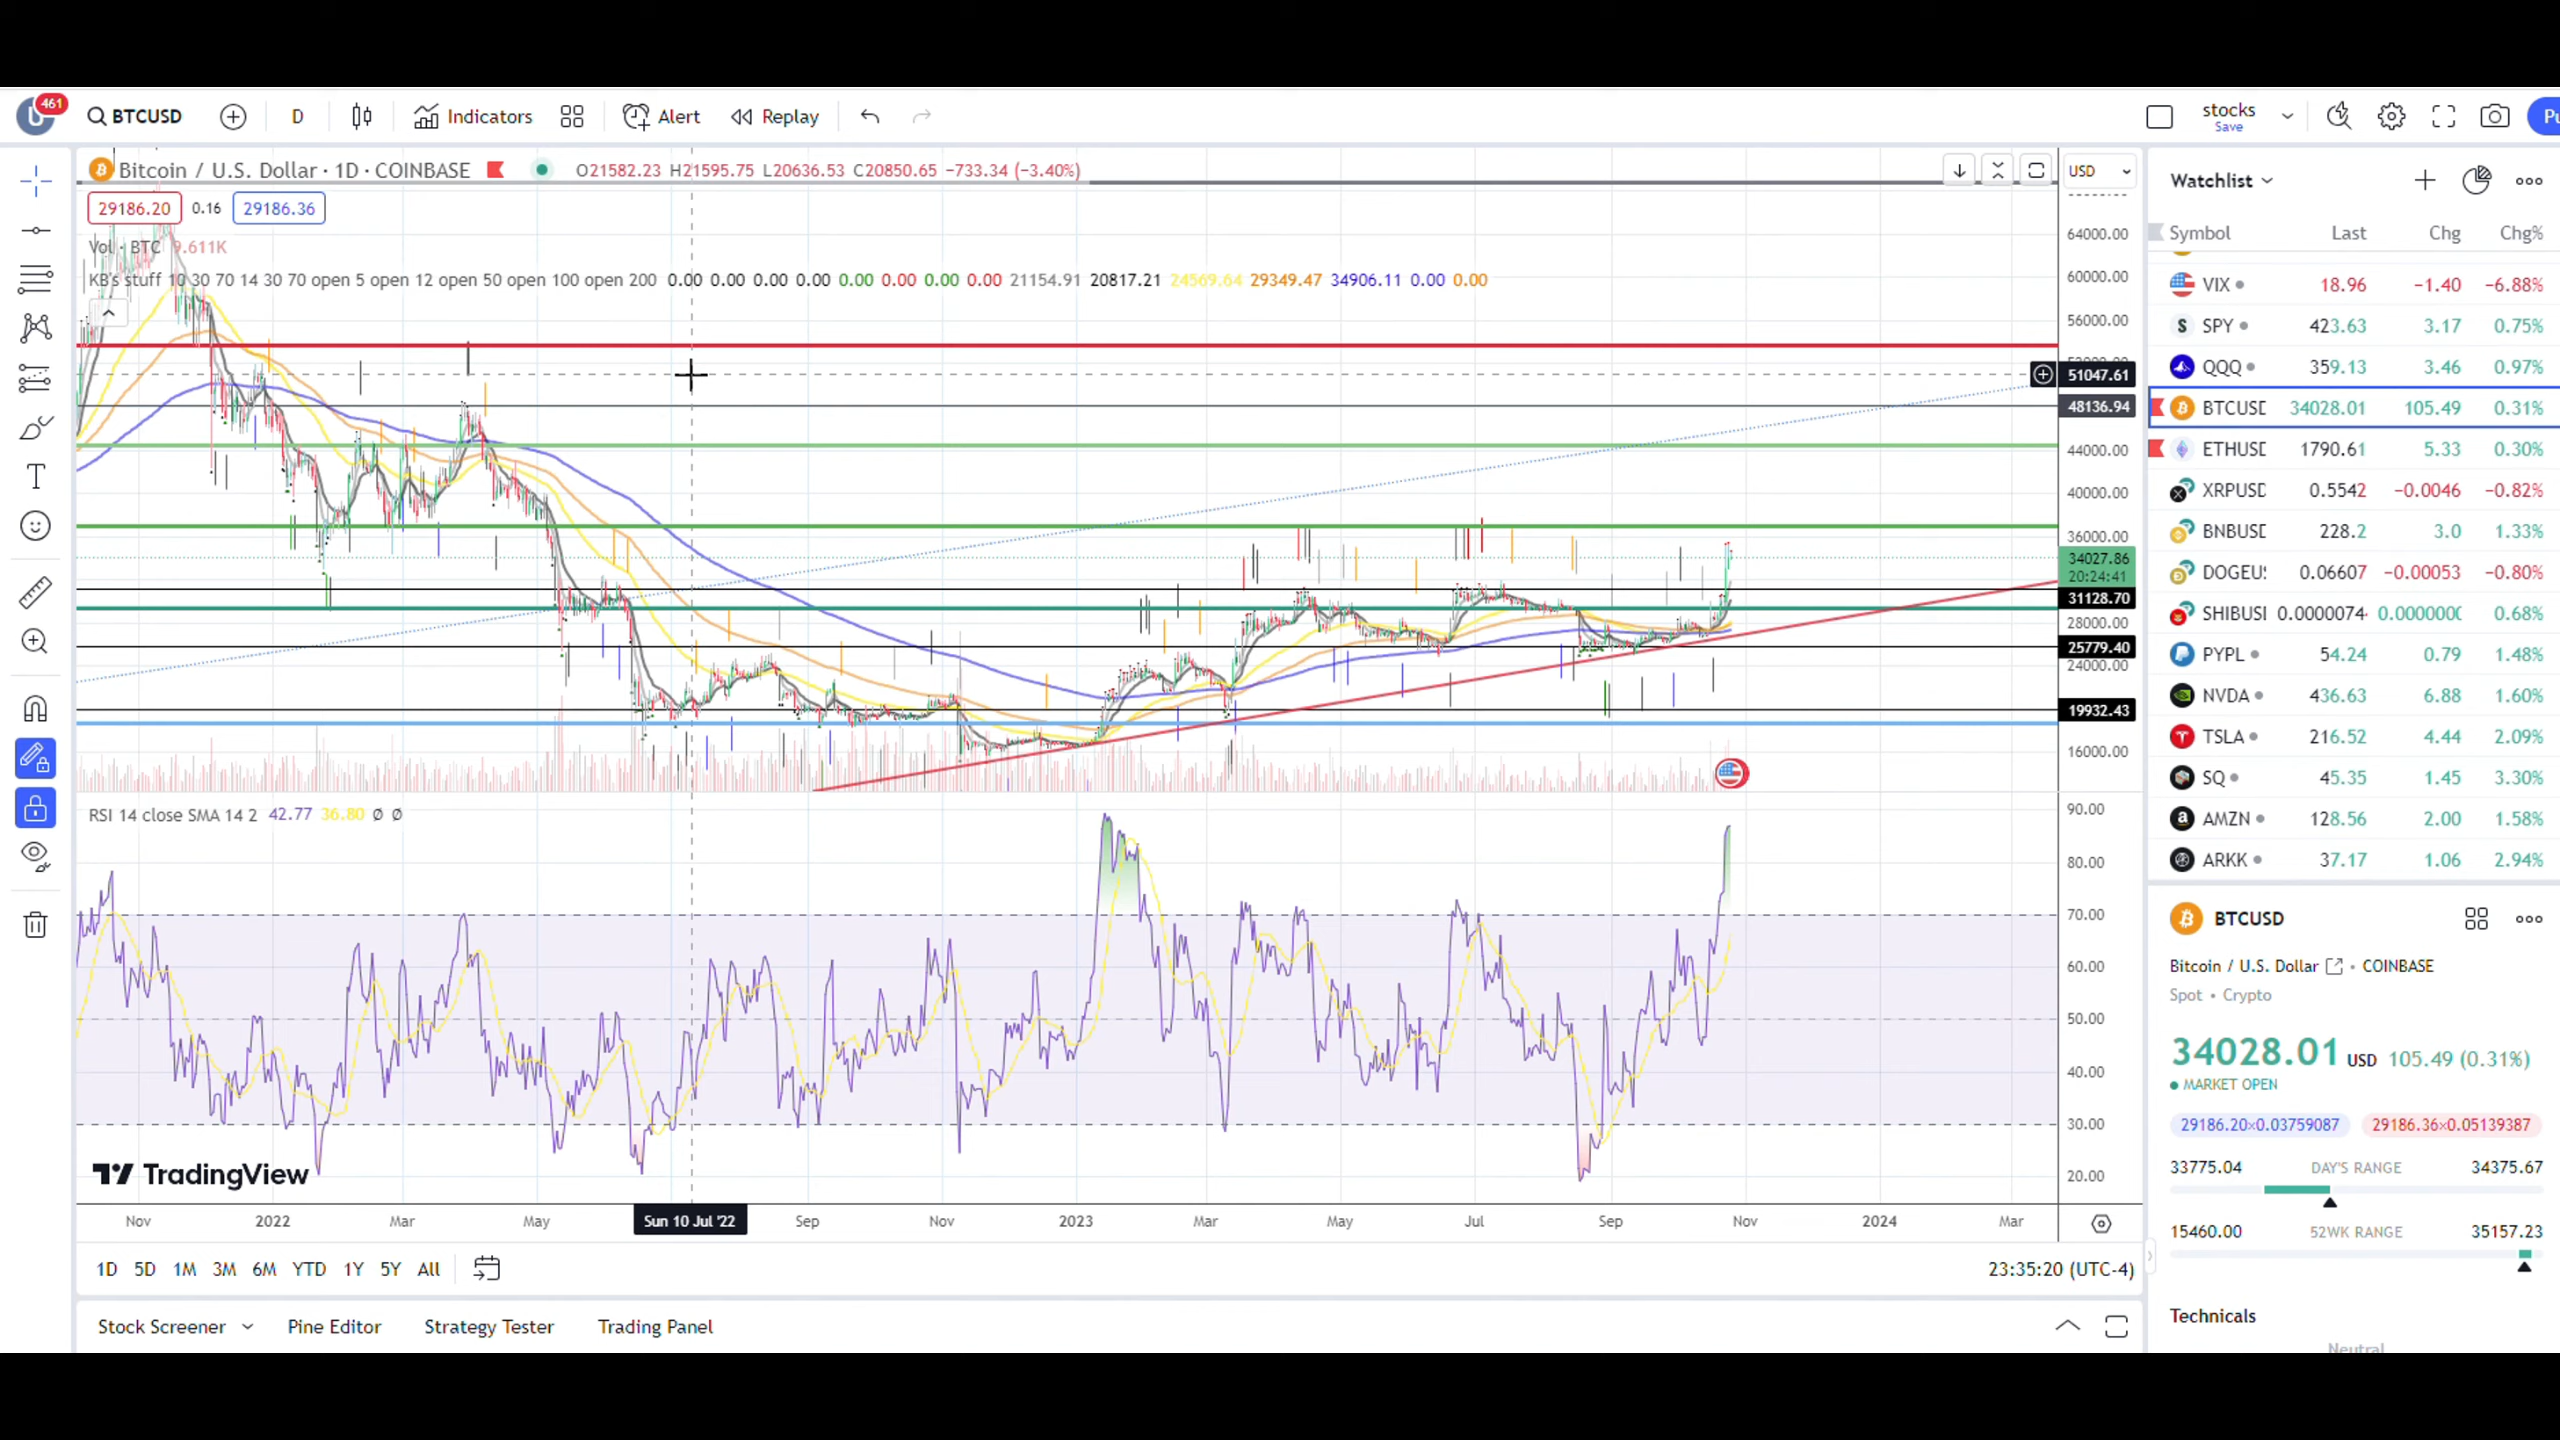 461
BTCUSD
D
Indicators
Alert
Replay
stocks
Save
Pu
Bitcoin / U.S. Dollar · 1D · COINBASE
O21582.23 H21595.75 L20636.53 C20850.65 −733.34 (−3.40%)
USD
29186.20 0.16 29186.36
Vol · BTC 9.611K
KB's stuff 10 30 70 14 30 70 open 5 open 12 open 50 open 100 open 200 0.00 0.00 0.00 0.00 0.00 0.00 0.00 0.00 21154.91 20817.21 24569.64 29349.47 34906.11 0.00 0.00
64000.00
60000.00
56000.00
51047.61
48136.94
44000.00
40000.00
36000.00
34027.86
20:24:41
31128.70
28000.00
25779.40
24000.00
19932.43
16000.00
RSI 14 close SMA 14 2 42.77 36.80 Ø Ø
90.00
80.00
70.00
60.00
50.00
40.00
30.00
20.00
TradingView
Nov 2022 Mar May Sun 10 Jul '22 Sep Nov 2023 Mar May Jul Sep Nov 2024 Mar
1D 5D 1M 3M 6M YTD 1Y 5Y All
23:35:20 (UTC-4)
Stock Screener Pine Editor Strategy Tester Trading Panel
Watchlist
Symbol Last Chg Chg%
VIX 18.96 −1.40 −6.88%
SPY 423.63 3.17 0.75%
QQQ 359.13 3.46 0.97%
BTCUSD 34028.01 105.49 0.31%
ETHUSD 1790.61 5.33 0.30%
XRPUSD 0.5542 −0.0046 −0.82%
BNBUSD 228.2 3.0 1.33%
DOGEU 0.06607 −0.00053 −0.80%
SHIBUSI 0.0000074 0.0000000 0.68%
PYPL 54.24 0.79 1.48%
NVDA 436.63 6.88 1.60%
TSLA 216.52 4.44 2.09%
SQ 45.35 1.45 3.30%
AMZN 128.56 2.00 1.58%
ARKK 37.17 1.06 2.94%
BTCUSD
Bitcoin / U.S. Dollar • COINBASE
Spot • Crypto
34028.01 USD 105.49 (0.31%)
MARKET OPEN
29186.20×0.03759087 29186.36×0.05139387
33775.04 DAY'S RANGE 34375.67
15460.00 52WK RANGE 35157.23
Technicals
Neutral